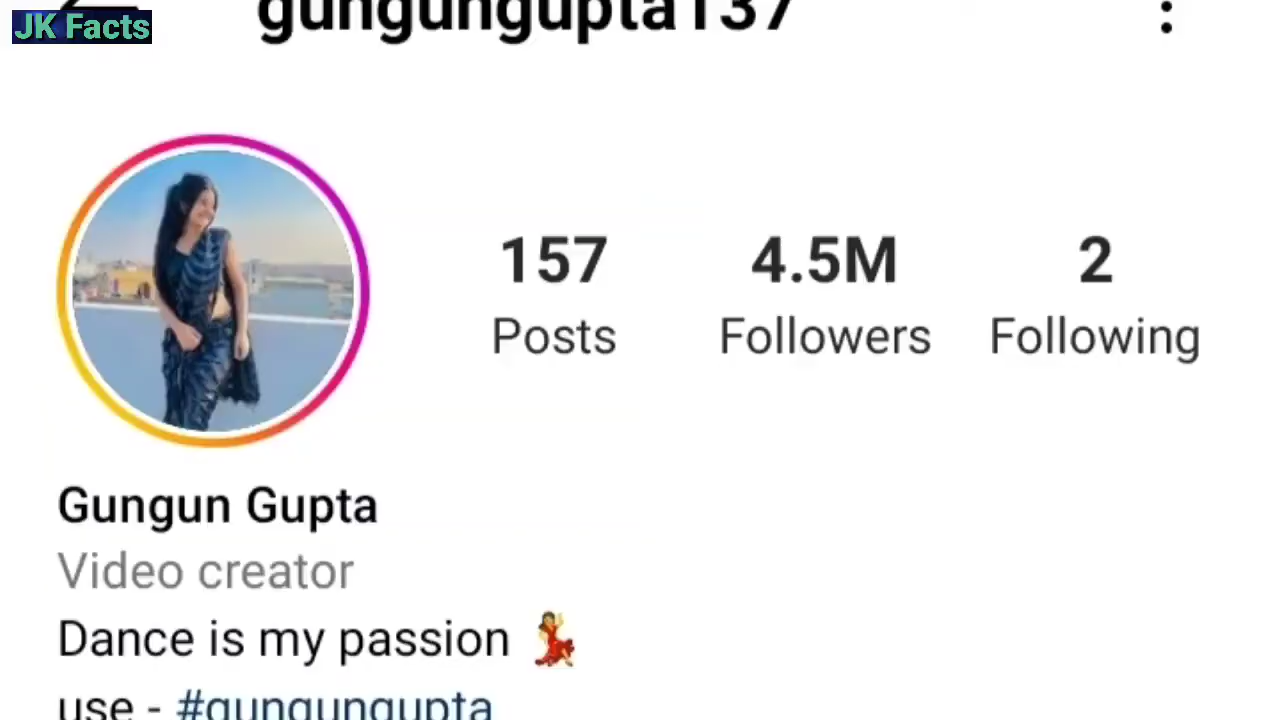 JK Facts
gungungupta137
157 4.5M 2
Posts Followers Following
Gungun Gupta
Video creator
Dance is my passion 💃
use - #gungungupta